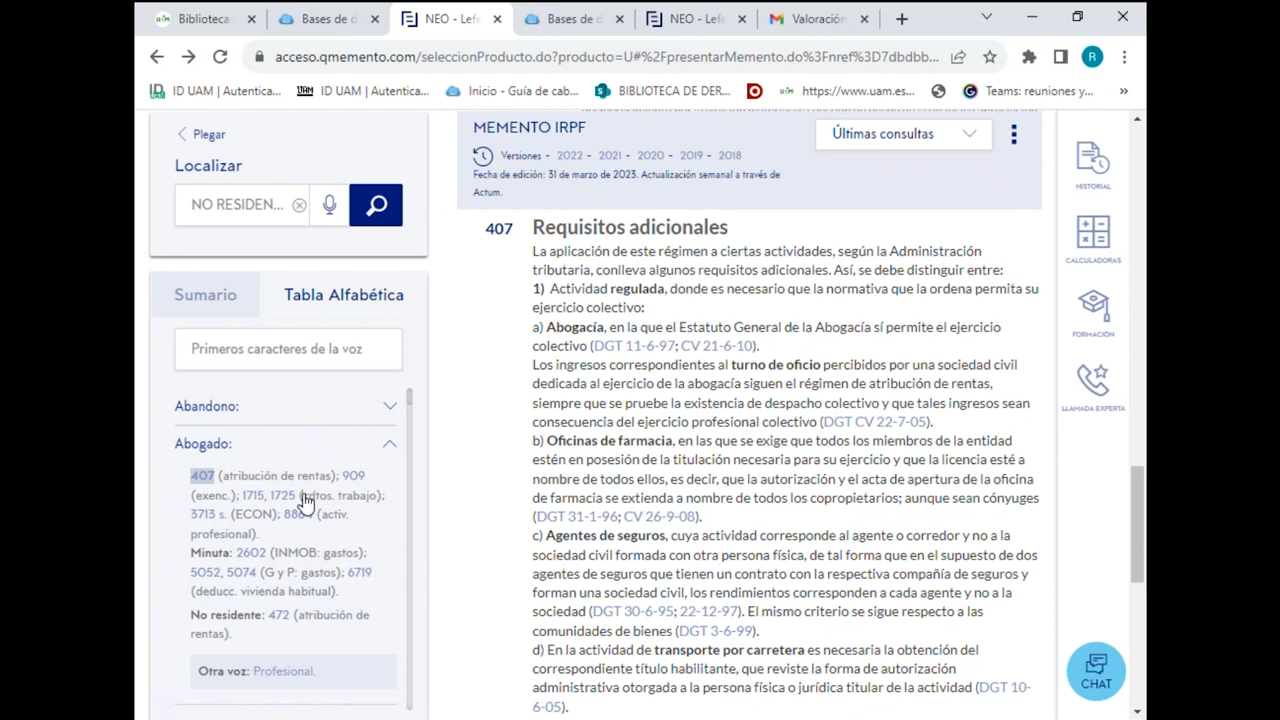 Biblioteca
Bases de d
NEO - Lefe
Bases de d
NEO - Lefe
Valoración
acceso.qmemento.com/seleccionProducto.do?producto=U#%2FpresentarMemento.do%3Fnref%3D7dbdbb...
R
ID UAM | Autentica...
ID UAM | Autentica...
Inicio - Guía de cab...
BIBLIOTECA DE DER...
https://www.uam.es...
Teams: reuniones y...
»
Plegar
Localizar
NO RESIDEN...
Sumario
Tabla Alfabética
Primeros caracteres de la voz
Abandono:
Abogado:
407 (atribución de rentas); 909
(exenc.); 1715, 1725 (rdtos. trabajo);
3713 s. (ECON); (activ.
profesional).
Minuta: 2602 (INMOB: gastos);
5052, 5074 (G y P: gastos); 6719
(deducc. vivienda habitual).
No residente: 472 (atribución de
rentas).
Otra voz: Profesional.
MEMENTO IRPF
Versiones - 2022 - 2021 - 2020 - 2019 - 2018
Fecha de edición: 31 de marzo de 2023. Actualización semanal a través de
Actum.
Últimas consultas
407 Requisitos adicionales
La aplicación de este régimen a ciertas actividades, según la Administración
tributaria, conlleva algunos requisitos adicionales. Así, se debe distinguir entre:
1) Actividad regulada, donde es necesario que la normativa que la ordena permita su
ejercicio colectivo:
a) Abogacía, en la que el Estatuto General de la Abogacía sí permite el ejercicio
colectivo (DGT 11-6-97; CV 21-6-10).
Los ingresos correspondientes al turno de oficio percibidos por una sociedad civil
dedicada al ejercicio de la abogacía siguen el régimen de atribución de rentas,
siempre que se pruebe la existencia de despacho colectivo y que tales ingresos sean
consecuencia del ejercicio profesional colectivo (DGT CV 22-7-05).
b) Oficinas de farmacia, en las que se exige que todos los miembros de la entidad
estén en posesión de la titulación necesaria para su ejercicio y que la licencia esté a
nombre de todos ellos, es decir, que la autorización y el acta de apertura de la oficina
de farmacia se extienda a nombre de todos los copropietarios; aunque sean cónyuges
(DGT 31-1-96; CV 26-9-08).
c) Agentes de seguros, cuya actividad corresponde al agente o corredor y no a la
sociedad civil formada con otra persona física, de tal forma que en el supuesto de dos
agentes de seguros que tienen un contrato con la respectiva compañía de seguros y
forman una sociedad civil, los rendimientos corresponden a cada agente y no a la
sociedad (DGT 30-6-95; 22-12-97). El mismo criterio se sigue respecto a las
comunidades de bienes (DGT 3-6-99).
d) En la actividad de transporte por carretera es necesaria la obtención del
correspondiente título habilitante, que reviste la forma de autorización
administrativa otorgada a la persona física o jurídica titular de la actividad (DGT 10-
6-05).
HISTORIAL
CALCULADORAS
FORMACIÓN
LLAMADA EXPERTA
CHAT